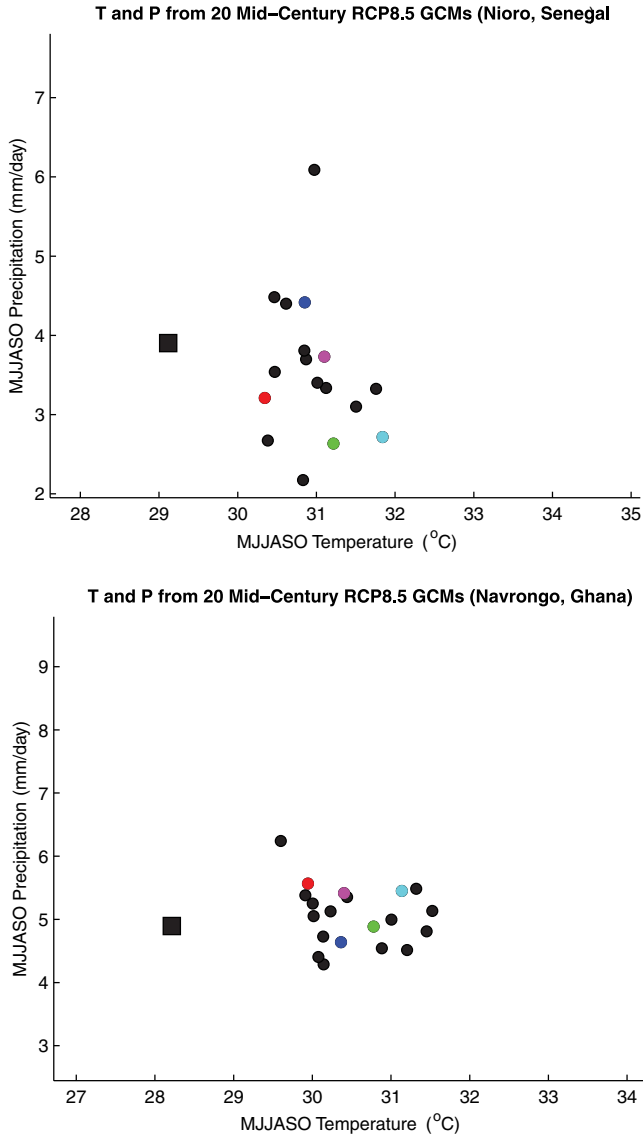 T and P from 20 Mid–Century RCP8.5 GCMs (Nioro, Senegal
MJJASO Precipitation (mm/day)
7
6
5
4
3
2
28 29 30 31 32 33 34 35
MJJASO Temperature (°C)
T and P from 20 Mid–Century RCP8.5 GCMs (Navrongo, Ghana)
MJJASO Precipitation (mm/day)
9
8
7
6
5
4
3
27 28 29 30 31 32 33 34
MJJASO Temperature (°C)